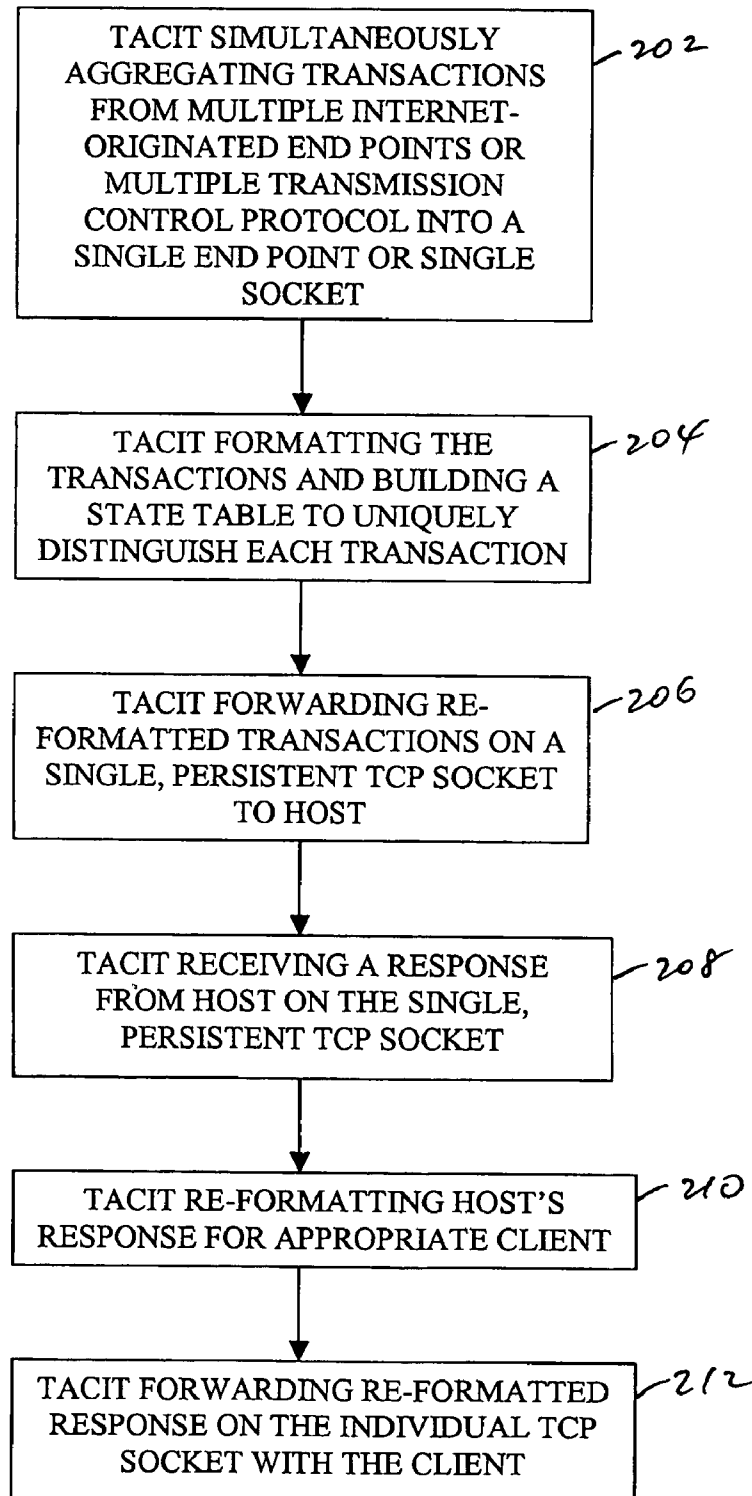 TACIT SIMULTANEOUSLY
AGGREGATING TRANSACTIONS
FROM MULTIPLE INTERNET-
ORIGINATED END POINTS OR
MULTIPLE TRANSMISSION
CONTROL PROTOCOL INTO A
SINGLE END POINT OR SINGLE
SOCKET
202
TACIT FORMATTING THE
TRANSACTIONS AND BUILDING A
STATE TABLE TO UNIQUELY
DISTINGUISH EACH TRANSACTION
204
TACIT FORWARDING RE-
FORMATTED TRANSACTIONS ON A
SINGLE, PERSISTENT TCP SOCKET
TO HOST
206
TACIT RECEIVING A RESPONSE
FROM HOST ON THE SINGLE,
PERSISTENT TCP SOCKET
208
TACIT RE-FORMATTING HOST'S
RESPONSE FOR APPROPRIATE CLIENT
210
TACIT FORWARDING RE-FORMATTED
RESPONSE ON THE INDIVIDUAL TCP
SOCKET WITH THE CLIENT
212